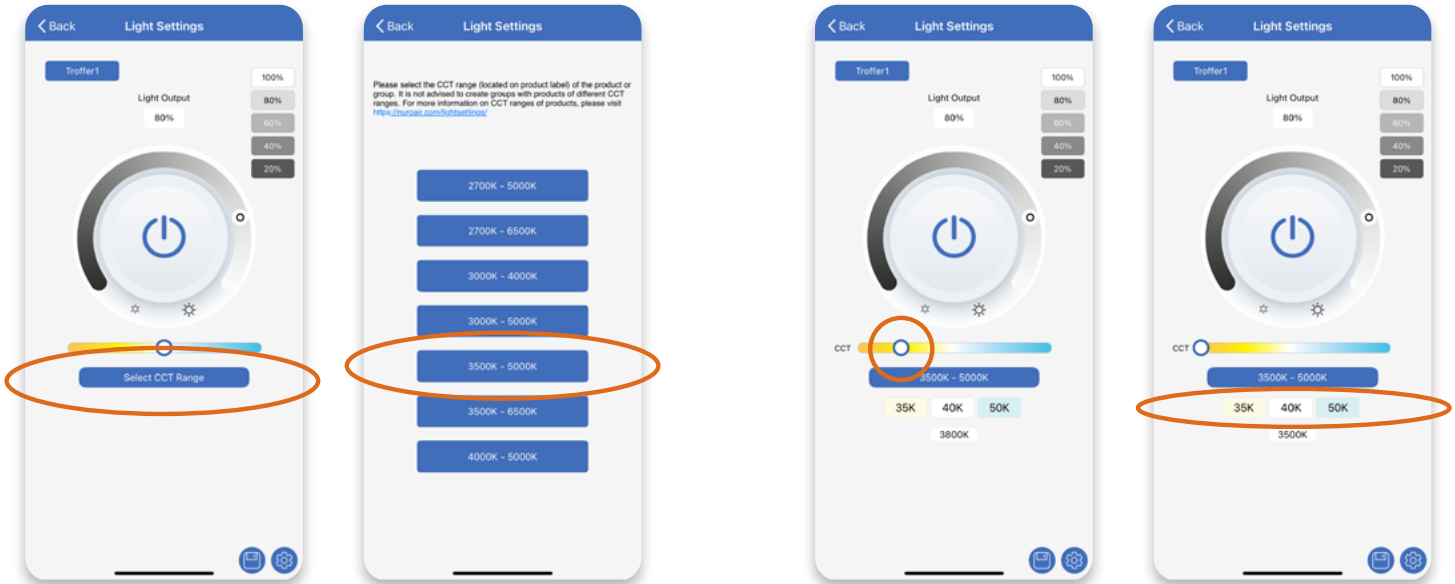 Back Light Settings
Troffer1
100%
Light Output
80%
80%
60%
40%
20%
Select CCT Range
Back Light Settings
Please select the CCT range (located on product label) of the product or
group. It is not advised to create groups with products of different CCT
ranges. For more information on CCT ranges of products, please visit
https://nuroair.com/lightsettings/
2700K - 5000K
2700K - 6500K
3000K - 4000K
3000K - 5000K
3500K - 5000K
3500K - 6500K
4000K - 5000K
Back Light Settings
Troffer1
100%
Light Output
80%
80%
60%
40%
20%
CCT
3500K - 5000K
35K 40K 50K
3800K
Back Light Settings
Troffer1
100%
Light Output
80%
80%
60%
40%
20%
CCT
3500K - 5000K
35K 40K 50K
3500K